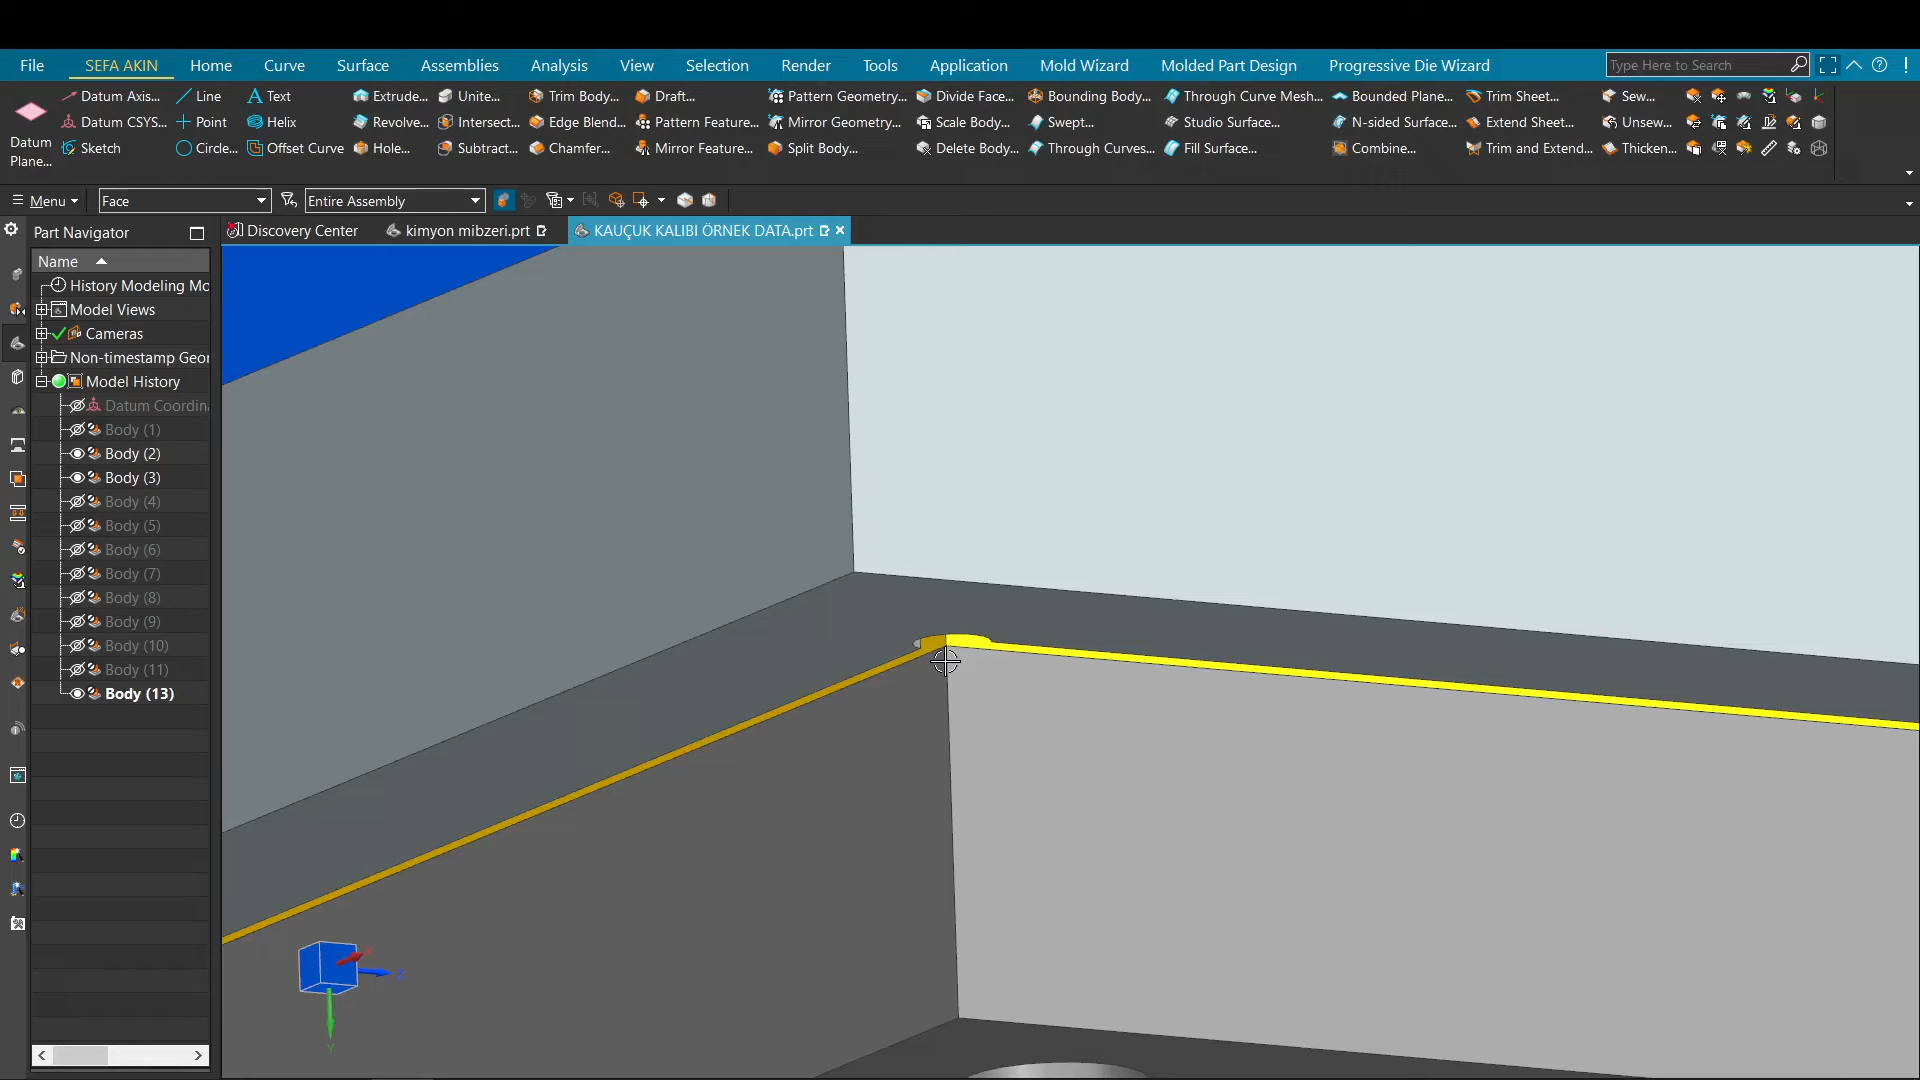 File SEFA AKIN Home Curve Surface Assemblies Analysis View Selection Render Tools Application Mold Wizard Molded Part Design Progressive Die Wizard Type Here to Search
Datum Axis... Line Text Extrude... Unite... Trim Body... Draft... Pattern Geometry... Divide Face... Bounding Body... Through Curve Mesh... Bounded Plane... Trim Sheet... Sew...
Datum CSYS... Point Helix Revolve... Intersect... Edge Blend... Pattern Feature... Mirror Geometry... Scale Body... Swept... Studio Surface... N-sided Surface... Extend Sheet... Unsew...
Datum Plane... Sketch Circle... Offset Curve Hole... Subtract... Chamfer... Mirror Feature... Split Body... Delete Body... Through Curves... Fill Surface... Combine... Trim and Extend... Thicken...
Menu Face Entire Assembly
Part Navigator Discovery Center kimyon mibzeri.prt KAUÇUK KALIBI ÖRNEK DATA.prt
Name
History Modeling Mo
Model Views
Cameras
Non-timestamp Geor
Model History
Datum Coordina
Body (1)
Body (2)
Body (3)
Body (4)
Body (5)
Body (6)
Body (7)
Body (8)
Body (9)
Body (10)
Body (11)
Body (13)
X
Z
Y